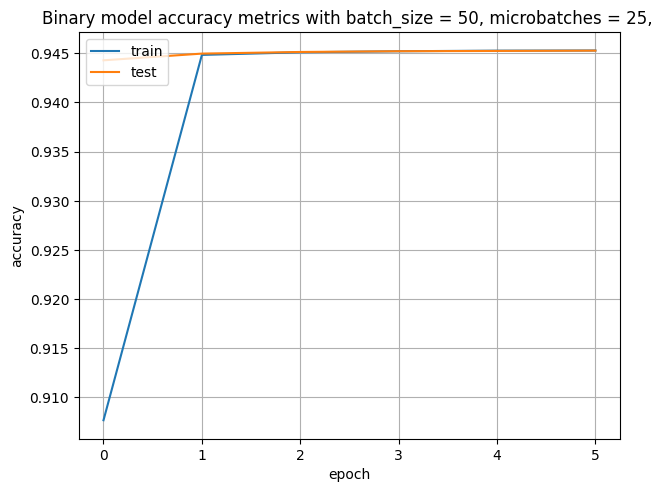 Binary model accuracy metrics with batch_size = 50, microbatches = 25,
train
test
0.945
0.940
0.935
0.930
0.925
0.920
0.915
0.910
accuracy
0 1 2 3 4 5
epoch